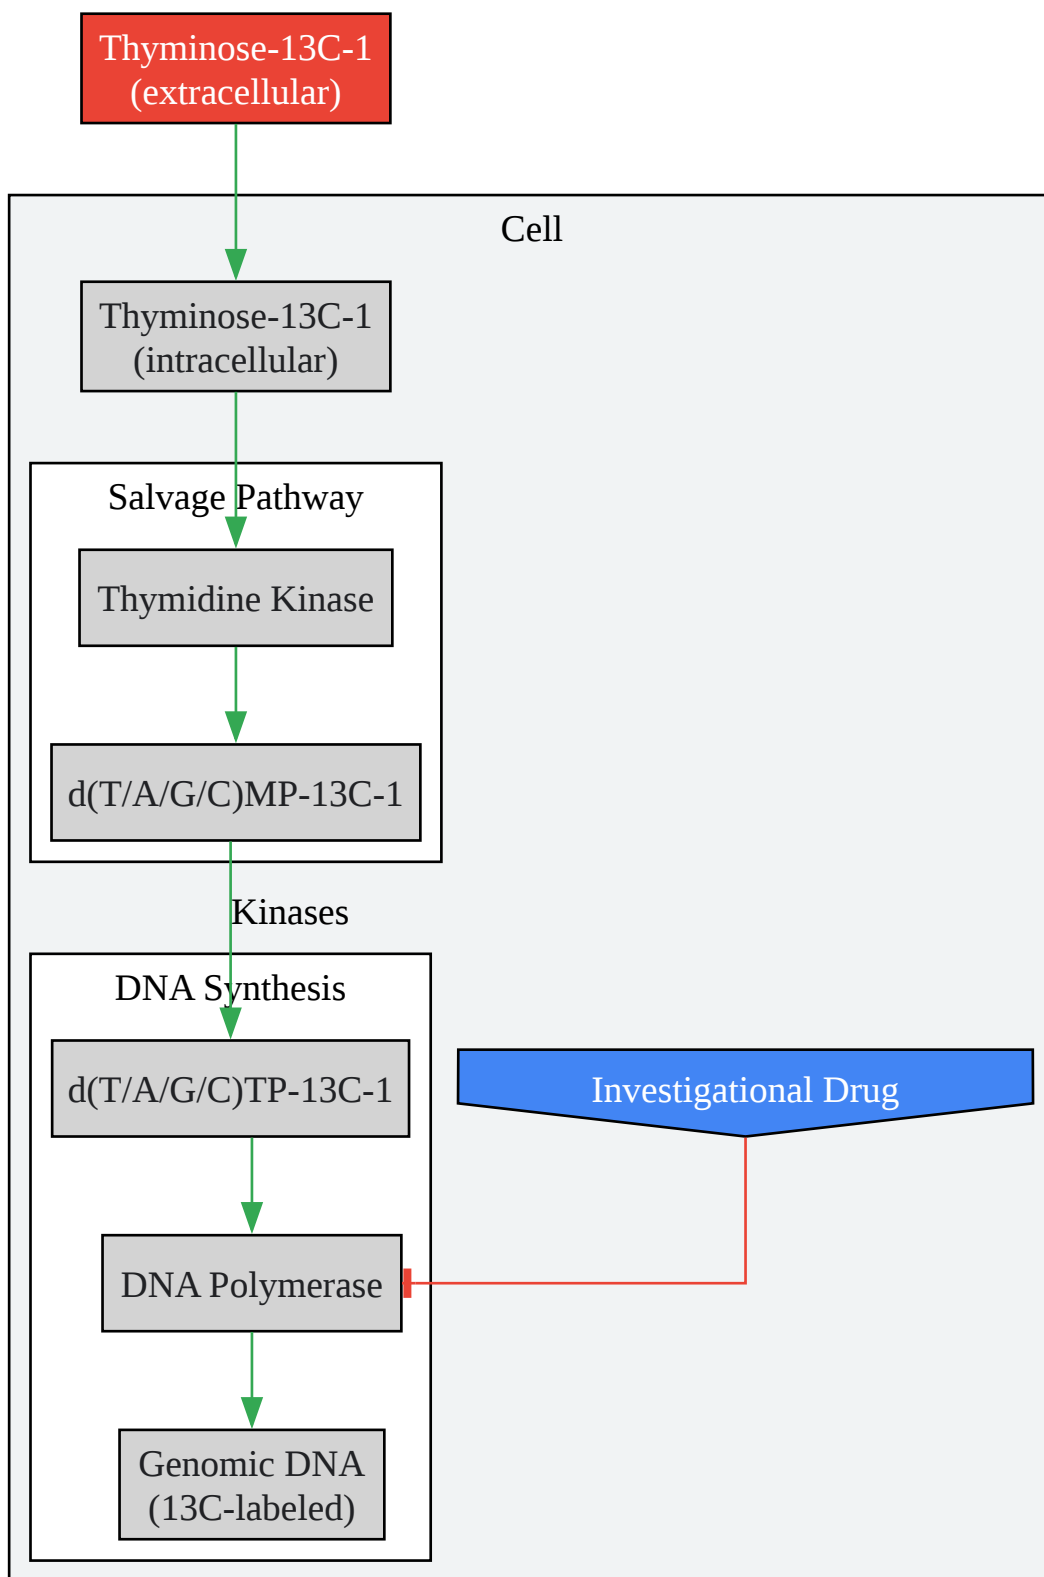 Thyminose-13C-1
(extracellular)
Cell
Thyminose-13C-1
(intracellular)
Salvage Pathway
Thymidine Kinase
d(T/A/G/C)MP-13C-1
Kinases
DNA Synthesis
d(T/A/G/C)TP-13C-1
Investigational Drug
DNA Polymerase
Genomic DNA
(13C-labeled)